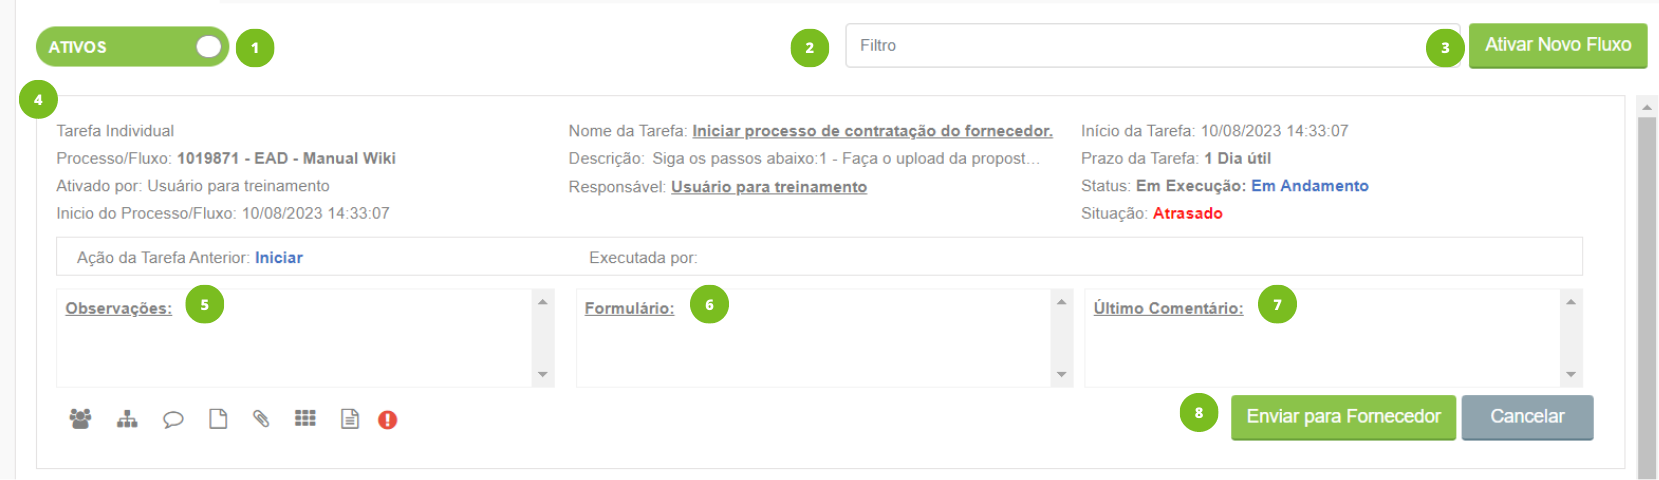 ATIVOS 1 2 Filtro 3 Ativar Novo Fluxo
4
Tarefa Individual
Processo/Fluxo: 1019871 - EAD - Manual Wiki
Ativado por: Usuário para treinamento
Inicio do Processo/Fluxo: 10/08/2023 14:33:07
Nome da Tarefa: Iniciar processo de contratação do fornecedor.
Descrição: Siga os passos abaixo:1 - Faça o upload da propost...
Responsável: Usuário para treinamento
Início da Tarefa: 10/08/2023 14:33:07
Prazo da Tarefa: 1 Dia útil
Status: Em Execução: Em Andamento
Situação: Atrasado
Ação da Tarefa Anterior: Iniciar Executada por:
Observações: 5
Formulário: 6
Último Comentário: 7
8 Enviar para Fornecedor Cancelar